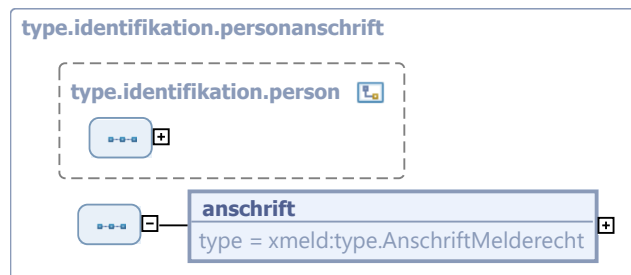 type.identifikation.personanschrift
type.identifikation.person
anschrift
type = xmeld:type.AnschriftMelderecht